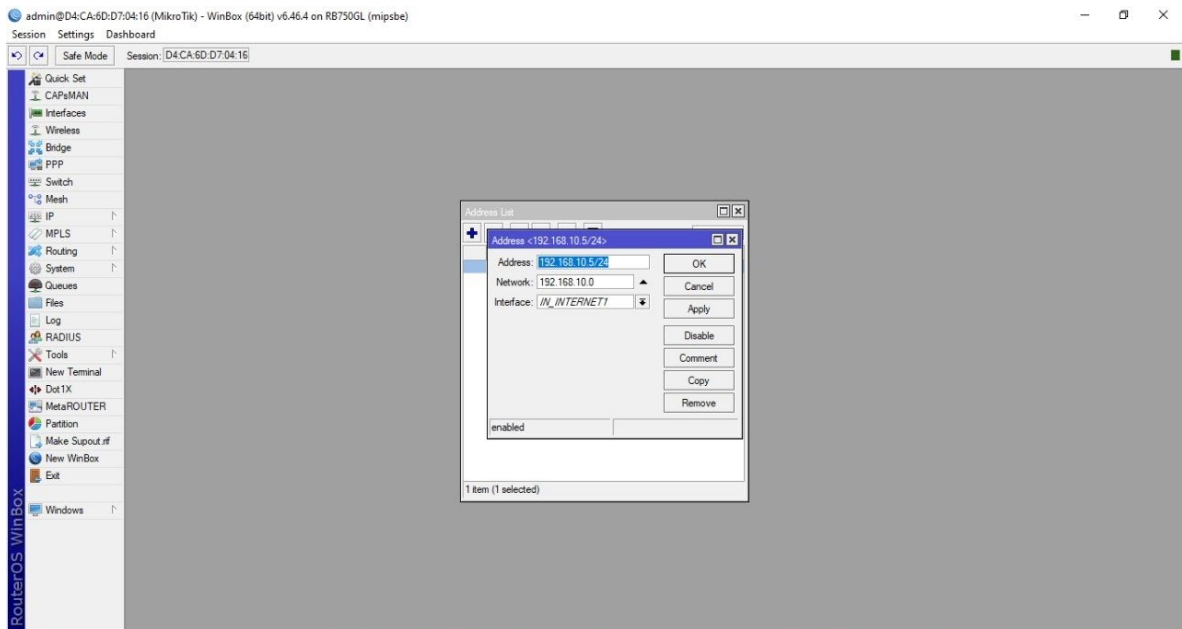 admin@D4:CA:6D:D7:04:16 (MikroTik) - WinBox (64bit) v6.46.4 on RB750GL (mipsbe)
Session Settings Dashboard
Safe Mode Session: D4:CA:6D:D7:04:16
Quick Set
CAPsMAN
Interfaces
Wireless
Bridge
PPP
Switch
Mesh
IP
MPLS
Routing
System
Queues
Files
Log
RADIUS
Tools
New Terminal
Dot1X
MetaROUTER
Partition
Make Supout.rif
New WinBox
Exit
Windows
RouterOS WinBox
Address List
Address <192.168.10.5/24>
Address: 192.168.10.5/24
Network: 192.168.10.0
Interface: IN_INTERNET1
OK
Cancel
Apply
Disable
Comment
Copy
Remove
enabled
1 item (1 selected)